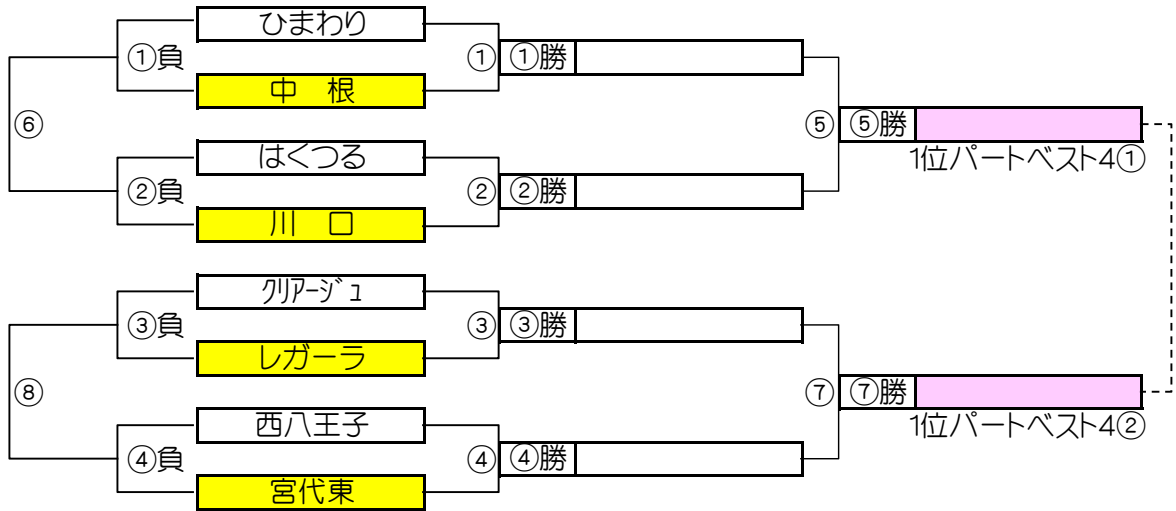 ひまわり
①負 ① ①勝
中　根
⑥ ⑤ ⑤勝
はくつる
1位パートベスト4①
②負 ② ②勝
川　口
ｸﾘｱｰｼﾞｭ
③負 ③ ③勝
レガーラ
⑧ ⑦ ⑦勝
西八王子
1位パートベスト4②
④負 ④ ④勝
宮代東